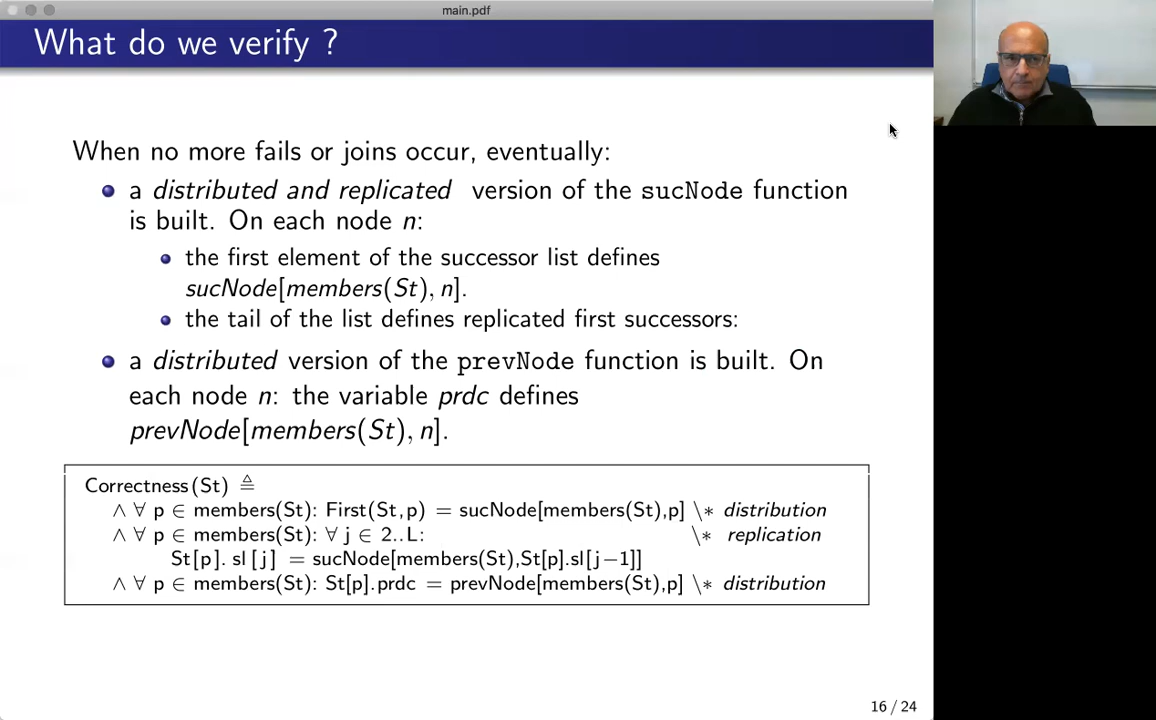 main.pdf
What do we verify ?
When no more fails or joins occur, eventually:
a distributed and replicated version of the sucNode function
is built. On each node n:
the first element of the successor list defines
sucNode[members(St), n].
the tail of the list defines replicated first successors:
a distributed version of the prevNode function is built. On
each node n: the variable prdc defines
prevNode[members(St), n].
Correctness(St) ≜
∧ ∀ p ∈ members(St): First(St,p) = sucNode[members(St),p] \* distribution
∧ ∀ p ∈ members(St): ∀ j ∈ 2..L: \* replication
St[p]. sl[j] = sucNode[members(St),St[p].sl[j−1]]
∧ ∀ p ∈ members(St): St[p].prdc = prevNode[members(St),p] \* distribution
16 / 24